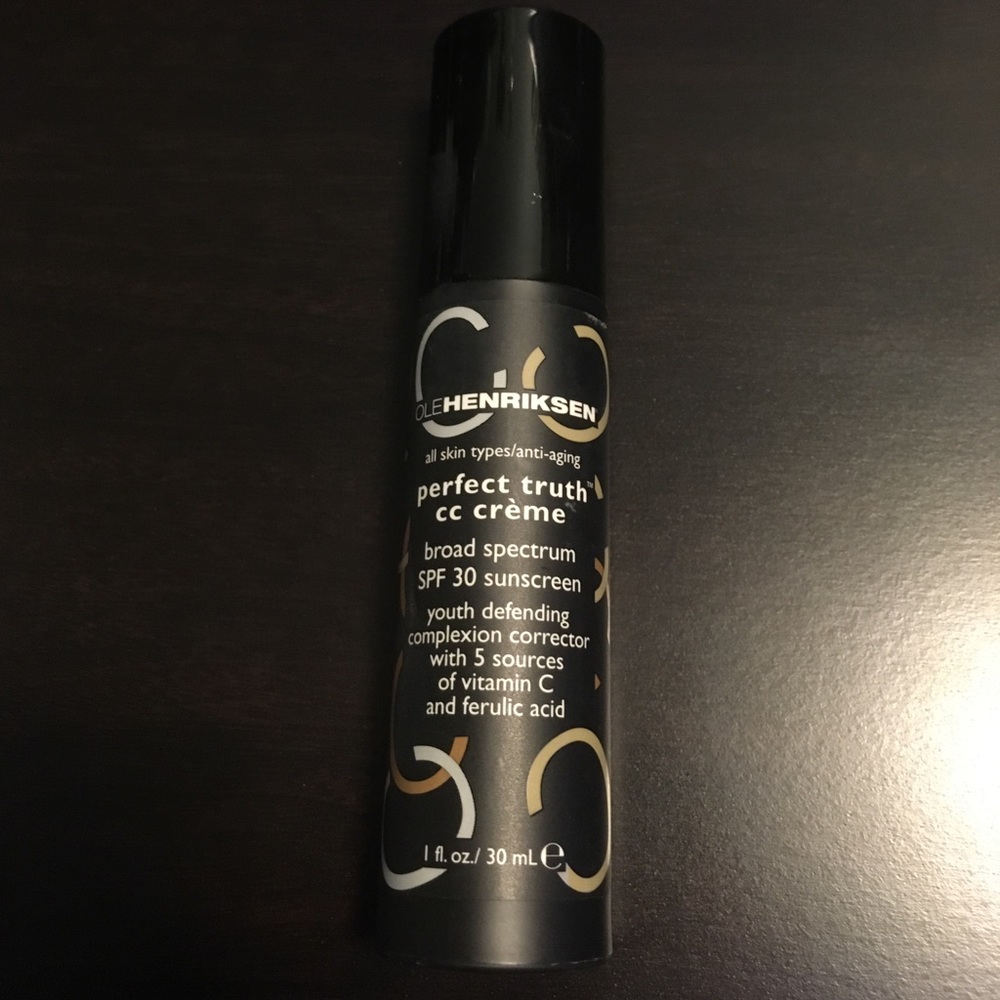 OLEHENRIKSEN
all skin types/anti-aging
perfect truth™
cc crème
broad spectrum
SPF 30 sunscreen
youth defending
complexion corrector
with 5 sources
of vitamin C
and ferulic acid
1 fl. oz./ 30 mL ℮